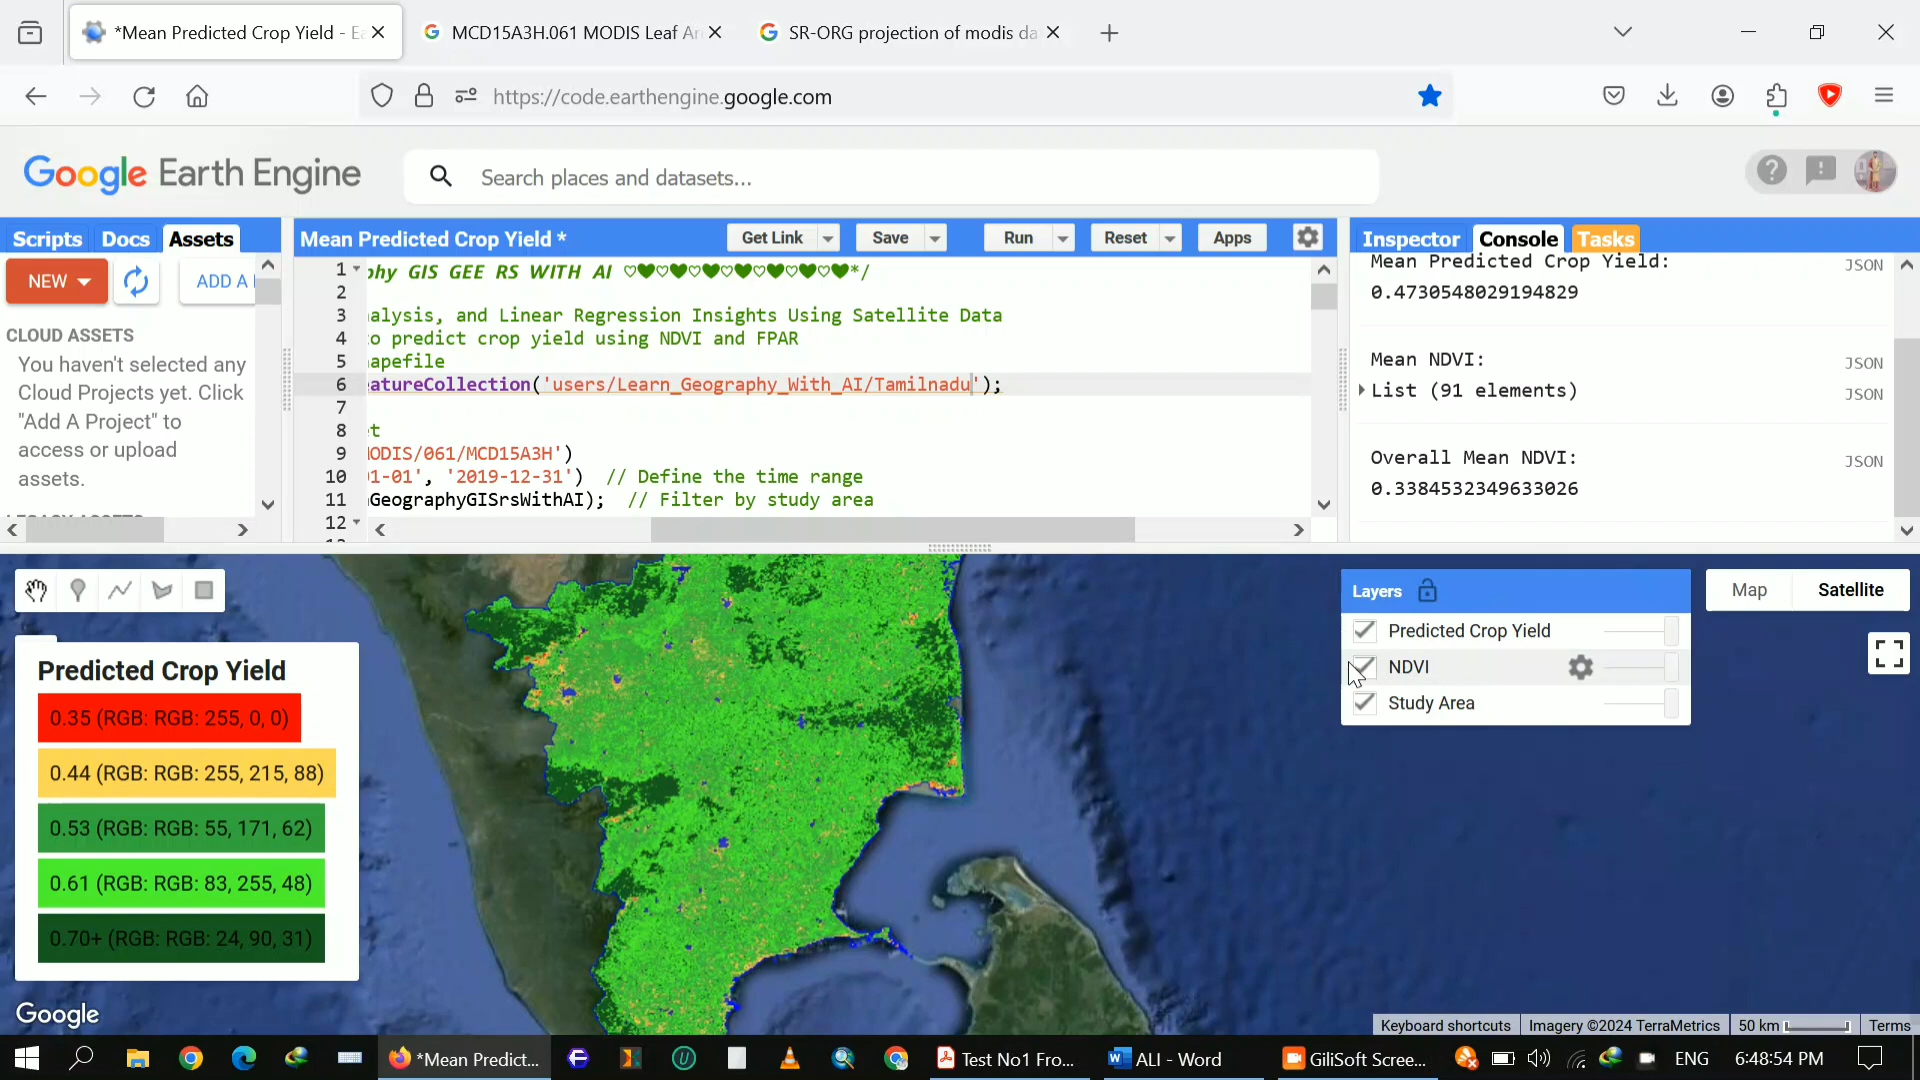 *Mean Predicted Crop Yield - Ea
MCD15A3H.061 MODIS Leaf Ar
SR-ORG projection of modis da
https://code.earthengine.google.com
Google Earth Engine
Search places and datasets...
Scripts
Docs
Assets
Mean Predicted Crop Yield *
Get Link
Save
Run
Reset
Apps
Inspector
Console
Tasks
NEW
ADD A
CLOUD ASSETS
You haven't selected any
Cloud Projects yet. Click
"Add A Project" to
access or upload
assets.
1 phy GIS GEE RS WITH AI ♡♥♡♥♡♥♡♥♡♥♡♥♡♥*/
2
3 alysis, and Linear Regression Insights Using Satellite Data
4 o predict crop yield using NDVI and FPAR
5 apefile
6 eatureCollection('users/Learn_Geography_With_AI/Tamilnadu');
7
8 et
9 MODIS/061/MCD15A3H')
10 01-01', '2019-12-31') // Define the time range
11 GeographyGISrsWithAI); // Filter by study area
12
Mean Predicted Crop Yield: JSON
0.4730548029194829
Mean NDVI: JSON
List (91 elements) JSON
Overall Mean NDVI: JSON
0.3384532349633026
Layers
Predicted Crop Yield
NDVI
Study Area
Map
Satellite
Predicted Crop Yield
0.35 (RGB: RGB: 255, 0, 0)
0.44 (RGB: RGB: 255, 215, 88)
0.53 (RGB: RGB: 55, 171, 62)
0.61 (RGB: RGB: 83, 255, 48)
0.70+ (RGB: RGB: 24, 90, 31)
Google
Keyboard shortcuts
Imagery ©2024 TerraMetrics
50 km
Terms
*Mean Predict...
Test No1 Fro...
ALI - Word
GiliSoft Scree...
ENG
6:48:54 PM